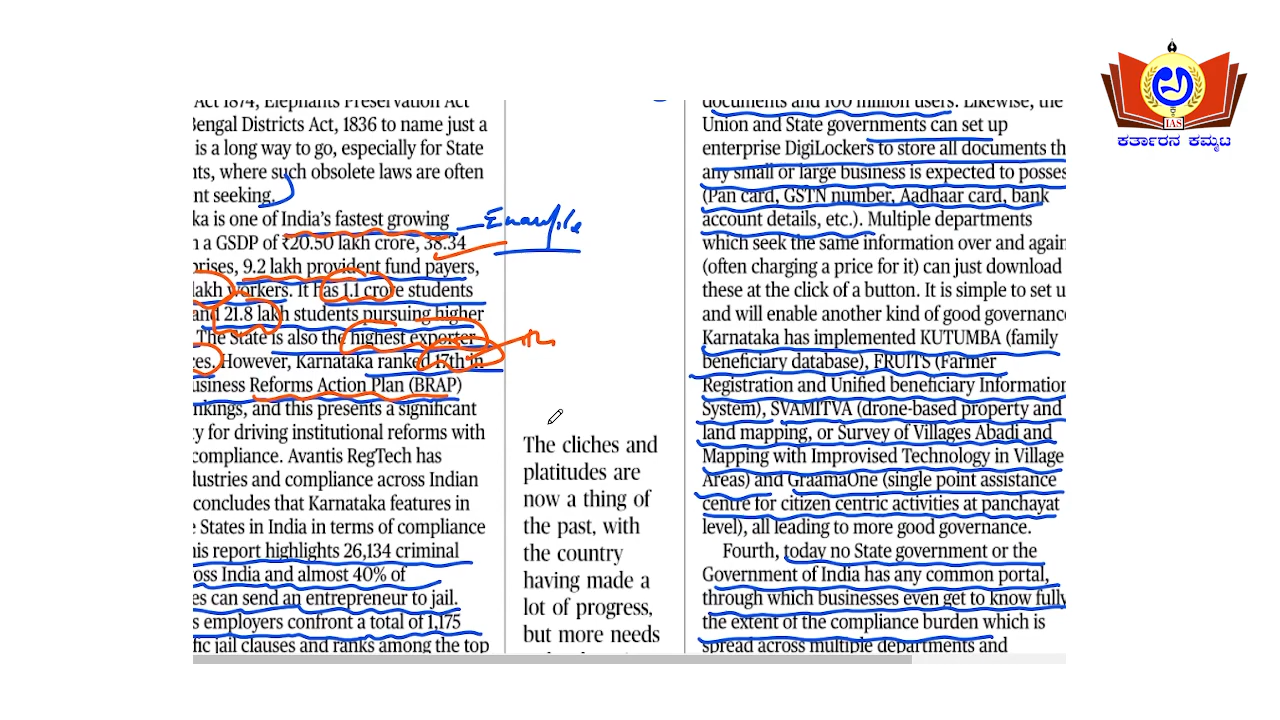 Act 1874, Elephants Preservation Act
Bengal Districts Act, 1836 to name just a
is a long way to go, especially for State
nts, where such obsolete laws are often
ent seeking.
ka is one of India's fastest growing
n a GSDP of ₹20.50 lakh crore, 38.34
prises, 9.2 lakh provident fund payers,
lakh workers. It has 1.1 crore students
and 21.8 lakh students pursuing higher
The State is also the highest exporter
ces. However, Karnataka ranked 17th in
usiness Reforms Action Plan (BRAP)
nkings, and this presents a significant
y for driving institutional reforms with
compliance. Avantis RegTech has
dustries and compliance across Indian
concludes that Karnataka features in
e States in India in terms of compliance
his report highlights 26,134 criminal
oss India and almost 40% of
es can send an entrepreneur to jail.
s employers confront a total of 1,175
fic jail clauses and ranks among the top
Example
The cliches and
platitudes are
now a thing of
the past, with
the country
having made a
lot of progress,
but more needs
documents and 100 million users. Likewise, the
Union and State governments can set up
enterprise DigiLockers to store all documents th
any small or large business is expected to posses
(Pan card, GSTN number, Aadhaar card, bank
account details, etc.). Multiple departments
which seek the same information over and again
(often charging a price for it) can just download
these at the click of a button. It is simple to set u
and will enable another kind of good governance
Karnataka has implemented KUTUMBA (family
beneficiary database), FRUITS (Farmer
Registration and Unified beneficiary Information
System), SVAMITVA (drone-based property and
land mapping, or Survey of Villages Abadi and
Mapping with Improvised Technology in Village
Areas) and GraamaOne (single point assistance
centre for citizen centric activities at panchayat
level), all leading to more good governance.
Fourth, today no State government or the
Government of India has any common portal,
through which businesses even get to know fully
the extent of the compliance burden which is
spread across multiple departments and
IAS
ಕರ್ತಾರನ ಕಮ್ಮಟ